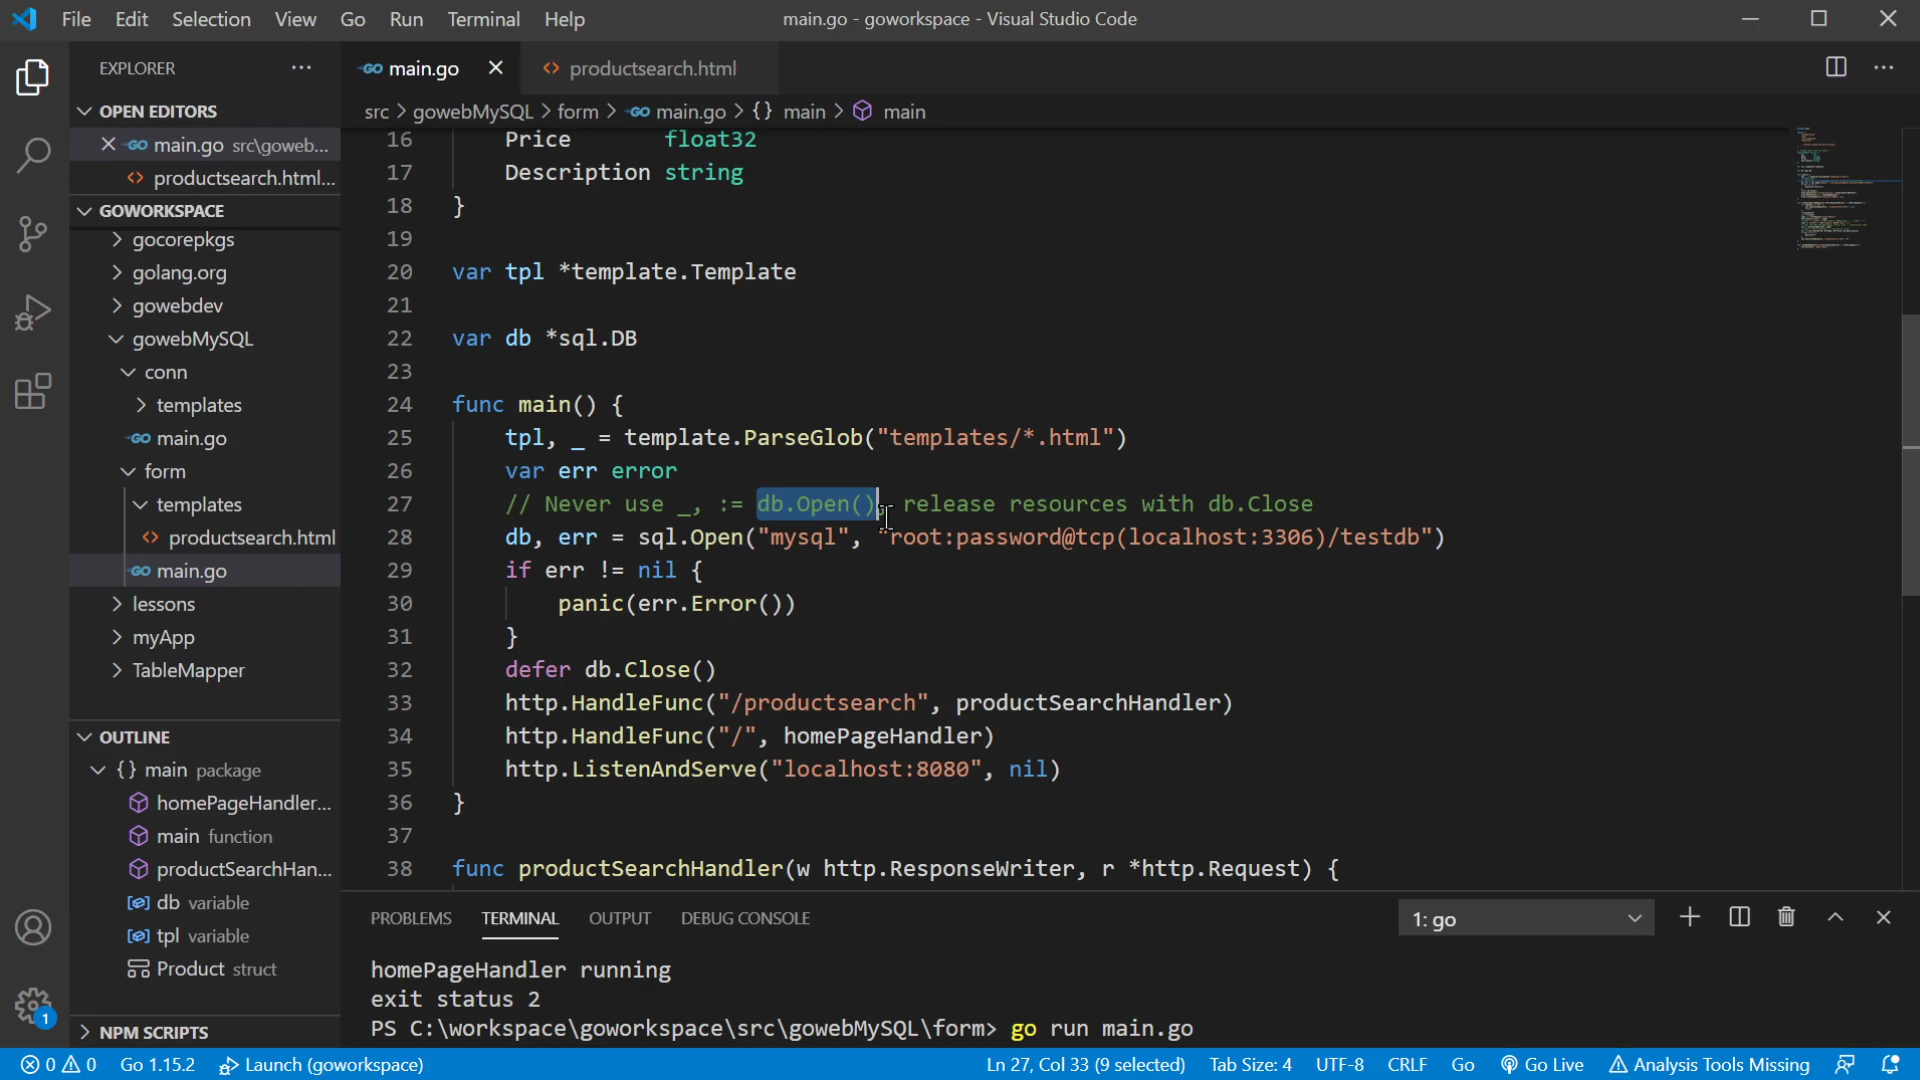 File Edit Selection View Go Run Terminal Help
main.go - goworkspace - Visual Studio Code
EXPLORER
OPEN EDITORS
main.go src\goweb...
productsearch.html...
GOWORKSPACE
gocorepkgs
golang.org
gowebdev
gowebMySQL
conn
templates
main.go
form
templates
productsearch.html
main.go
lessons
myApp
TableMapper
OUTLINE
{} main package
homePageHandler...
main function
productSearchHan...
db variable
tpl variable
Product struct
NPM SCRIPTS
main.go
productsearch.html
src > gowebMySQL > form > main.go > {} main > main
16 Price float32
17 Description string
18 }
19
20 var tpl *template.Template
21
22 var db *sql.DB
23
24 func main() {
25 tpl, _ = template.ParseGlob("templates/*.html")
26 var err error
27 // Never use _, := db.Open(), release resources with db.Close
28 db, err = sql.Open("mysql", "root:password@tcp(localhost:3306)/testdb")
29 if err != nil {
30 panic(err.Error())
31 }
32 defer db.Close()
33 http.HandleFunc("/productsearch", productSearchHandler)
34 http.HandleFunc("/", homePageHandler)
35 http.ListenAndServe("localhost:8080", nil)
36 }
37
38 func productSearchHandler(w http.ResponseWriter, r *http.Request) {
PROBLEMS TERMINAL OUTPUT DEBUG CONSOLE
1: go
homePageHandler running
exit status 2
PS C:\workspace\goworkspace\src\gowebMySQL\form> go run main.go
1
0 0 Go 1.15.2 Launch (goworkspace) Ln 27, Col 33 (9 selected) Tab Size: 4 UTF-8 CRLF Go Go Live Analysis Tools Missing